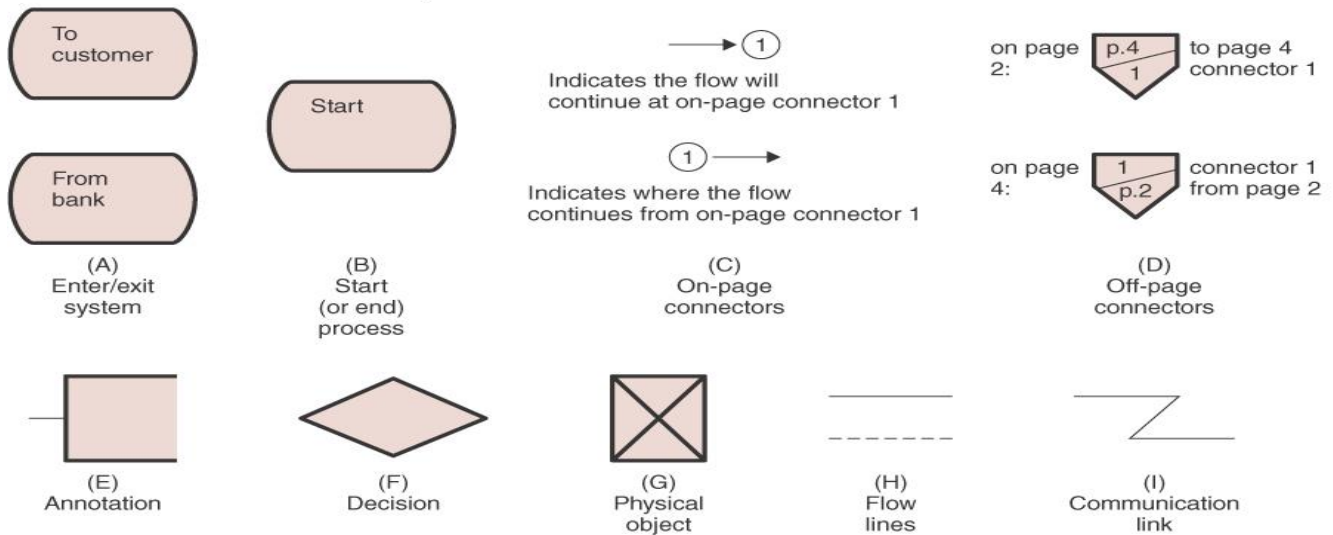 To
customer
From
bank
(A)
Enter/exit
system
Start
(B)
Start
(or end)
process
1
Indicates the flow will
continue at on-page connector 1
1
Indicates where the flow
continues from on-page connector 1
(C)
On-page
connectors
on page
2:
p.4
1
to page 4
connector 1
on page
4:
1
p.2
connector 1
from page 2
(D)
Off-page
connectors
(E)
Annotation
(F)
Decision
(G)
Physical
object
(H)
Flow
lines
(I)
Communication
link